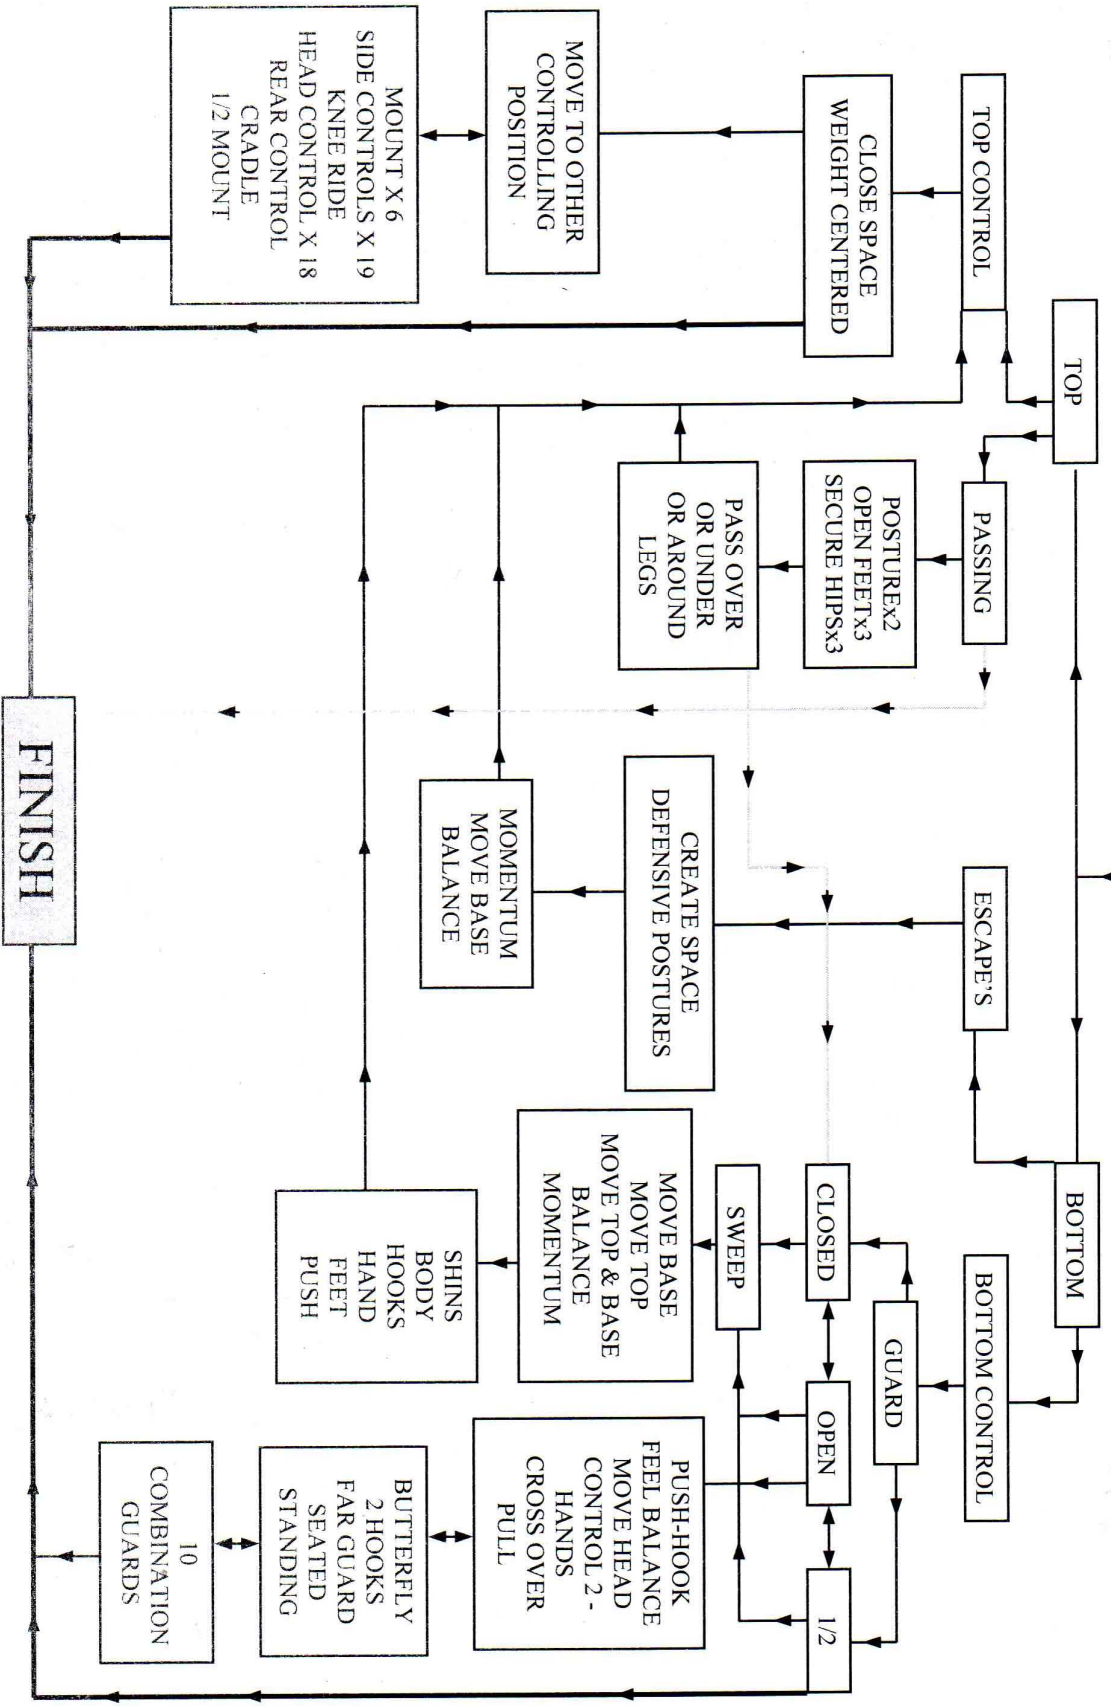 TOP
BOTTOM
TOP CONTROL
PASSING
ESCAPE'S
BOTTOM CONTROL
GUARD
CLOSE SPACE
WEIGHT CENTERED
POSTUREx2
OPEN FEETx3
SECURE HIPSx3
CLOSED
OPEN
1/2
PASS OVER
OR UNDER
OR AROUND
LEGS
CREATE SPACE
DEFENSIVE POSTURES
SWEEP
MOVE TO OTHER
CONTROLLING
POSITION
MOMENTUM
MOVE BASE
BALANCE
MOVE BASE
MOVE TOP
MOVE TOP & BASE
BALANCE
MOMENTUM
PUSH-HOOK
FEEL BALANCE
MOVE HEAD
CONTROL 2 -
HANDS
CROSS OVER
PULL
MOUNT X 6
SIDE CONTROLS X 19
KNEE RIDE
HEAD CONTROL X 18
REAR CONTROL
CRADLE
1/2 MOUNT
SHINS
BODY
HOOKS
HAND
FEET
PUSH
BUTTERFLY
2 HOOKS
FAR GUARD
SEATED
STANDING
10
COMBINATION
GUARDS
FINISH